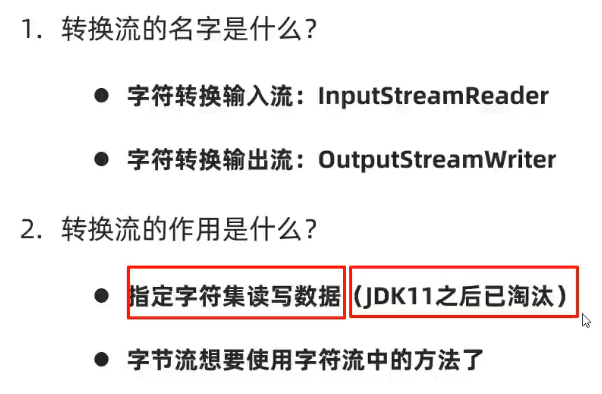 1. 转换流的名字是什么？
● 字符转换输入流：InputStreamReader
● 字符转换输出流：OutputStreamWriter
2. 转换流的作用是什么？
● 指定字符集读写数据（JDK11之后已淘汰）
● 字节流想要使用字符流中的方法了